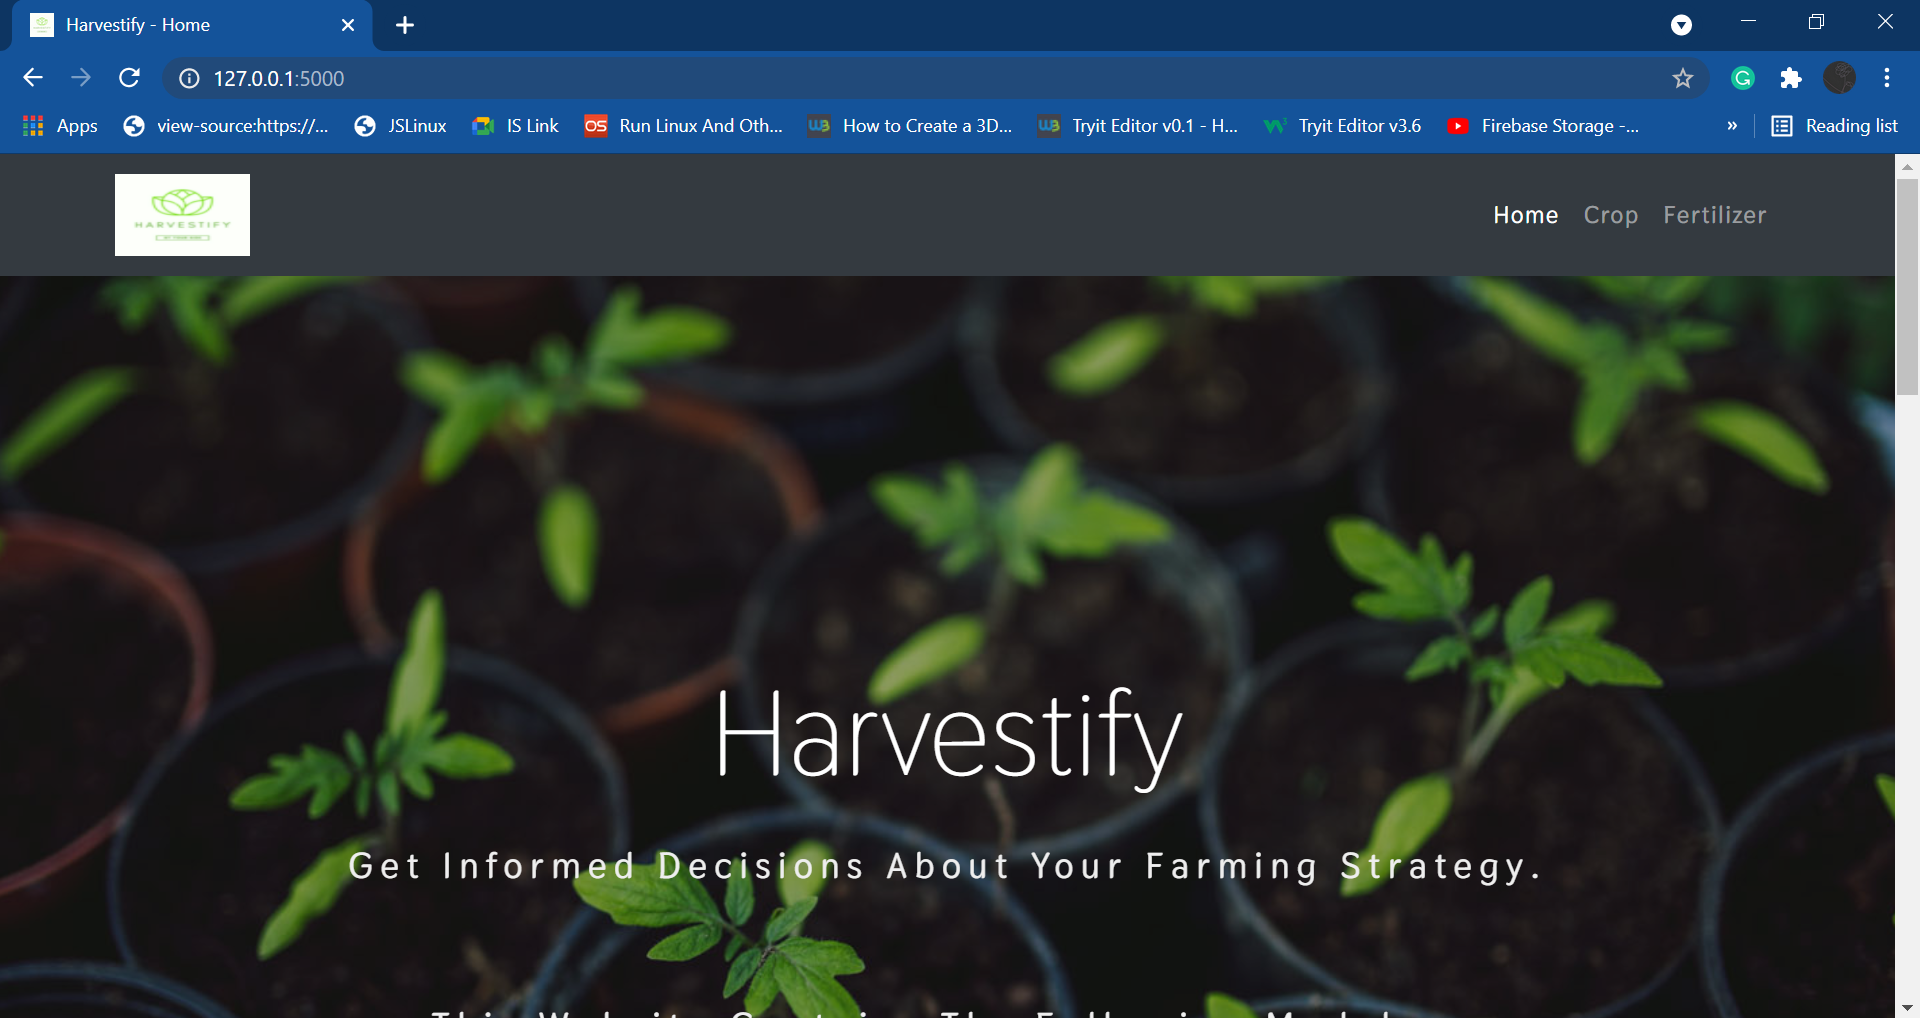 Harvestify - Home
127.0.0.1:5000
Apps
view-source:https://...
JSLinux
IS Link
OS
Run Linux And Oth...
How to Create a 3D...
Tryit Editor v0.1 - H...
Tryit Editor v3.6
Firebase Storage -...
»
Reading list
HARVESTIFY
Home Crop Fertilizer
Harvestify
Get Informed Decisions About Your Farming Strategy.